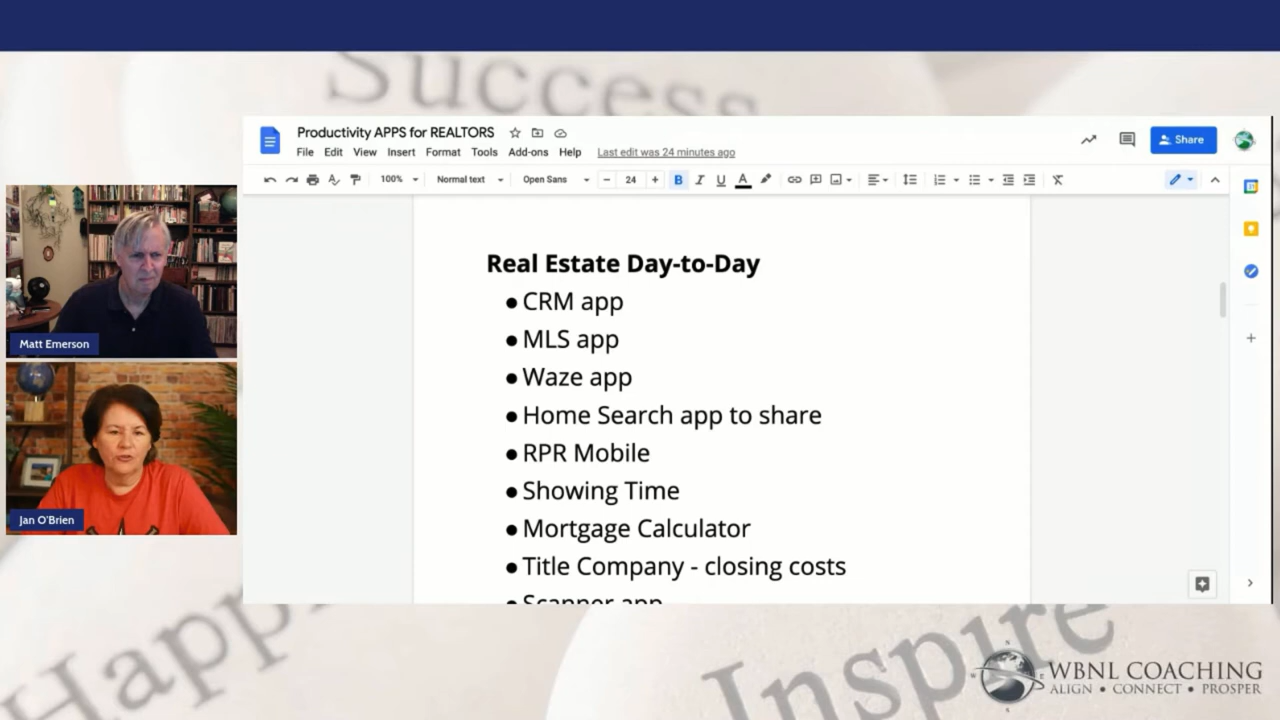 Success
Productivity APPS for REALTORS
File Edit View Insert Format Tools Add-ons Help Last edit was 24 minutes ago
Share
100% Normal text Open Sans 24 B I U A
Real Estate Day-to-Day
● CRM app
● MLS app
● Waze app
● Home Search app to share
● RPR Mobile
● Showing Time
● Mortgage Calculator
● Title Company - closing costs
● Scanner app
Matt Emerson
Jan O'Brien
Happi
Inspire
WBNL COACHING
ALIGN • CONNECT • PROSPER